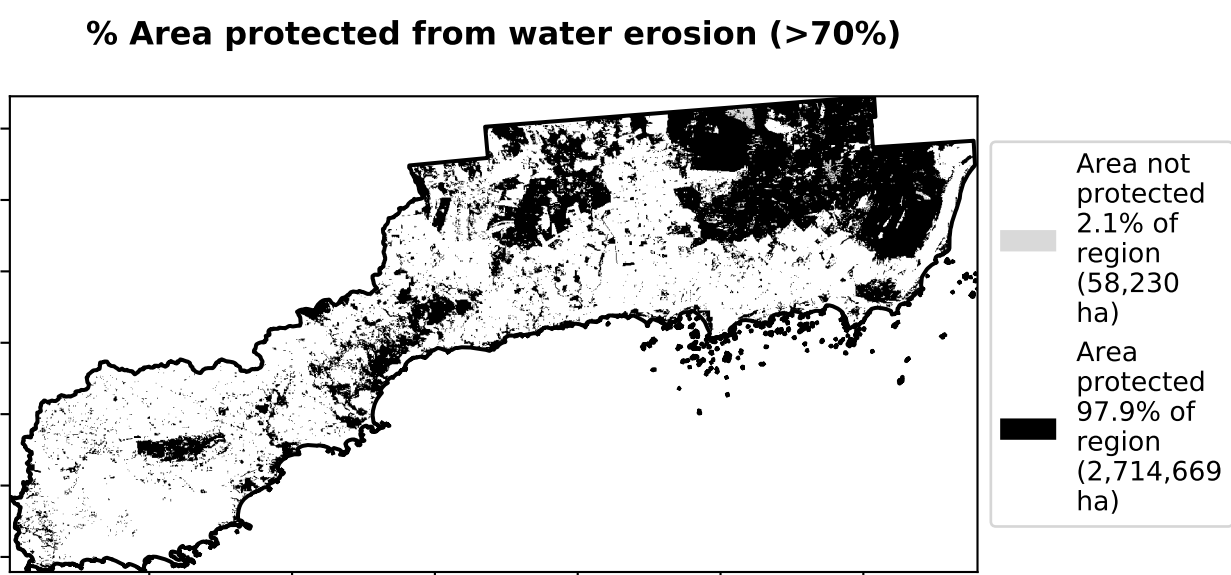 % Area protected from water erosion (>70%)
Area not
protected
2.1% of
region
(58,230
ha)
Area
protected
97.9% of
region
(2,714,669
ha)